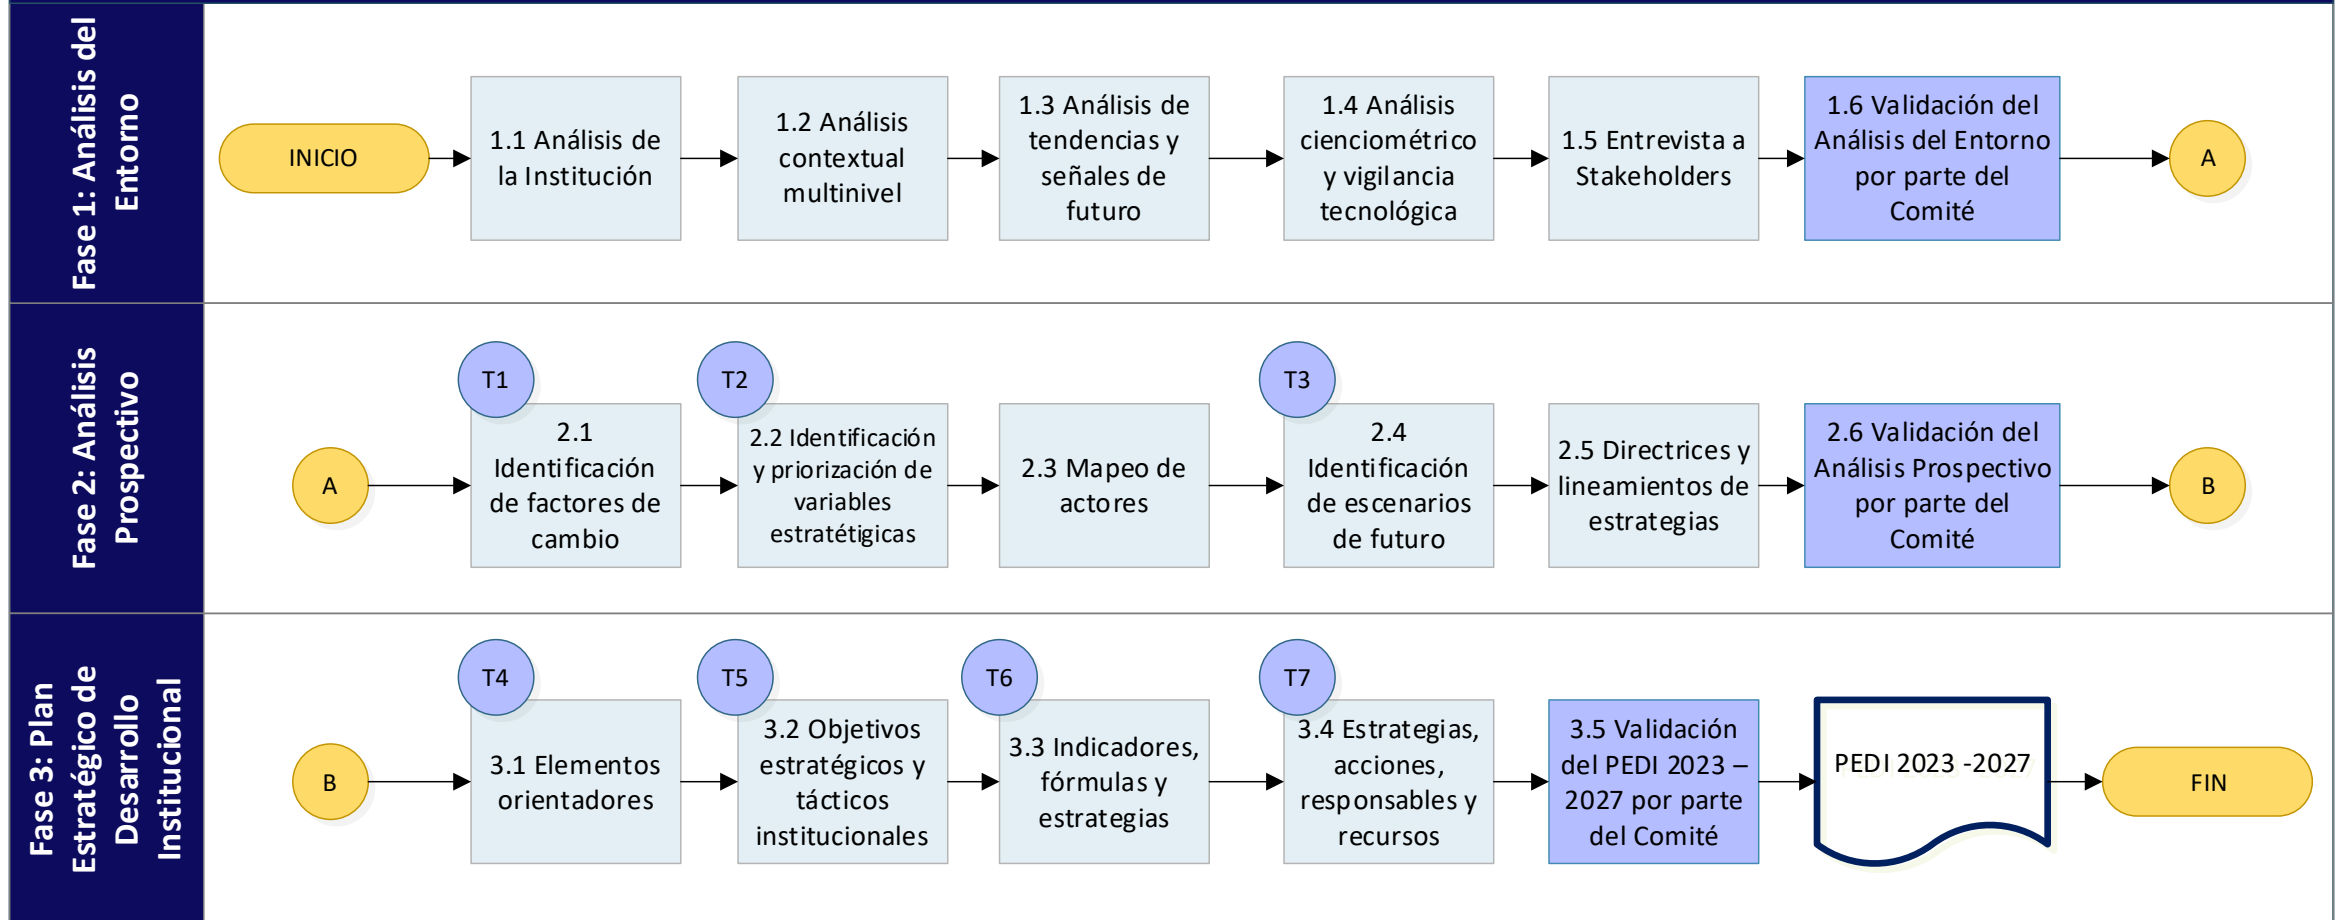 Fase 1: Análisis del
Entorno
INICIO
1.1 Análisis de
la Institución
1.2 Análisis
contextual
multinivel
1.3 Análisis de
tendencias y
señales de
futuro
1.4 Análisis
cienciométrico
y vigilancia
tecnológica
1.5 Entrevista a
Stakeholders
1.6 Validación del
Análisis del Entorno
por parte del
Comité
A
Fase 2: Análisis
Prospectivo
A
T1
2.1
Identificación
de factores de
cambio
T2
2.2 Identificación
y priorización de
variables
estratétigicas
2.3 Mapeo de
actores
T3
2.4
Identificación
de escenarios
de futuro
2.5 Directrices y
lineamientos de
estrategias
2.6 Validación del
Análisis Prospectivo
por parte del
Comité
B
Fase 3: Plan
Estratégico de
Desarrollo
Institucional
B
T4
3.1 Elementos
orientadores
T5
3.2 Objetivos
estratégicos y
tácticos
institucionales
T6
3.3 Indicadores,
fórmulas y
estrategias
T7
3.4 Estrategias,
acciones,
responsables y
recursos
3.5 Validación
del PEDI 2023 –
2027 por parte
del Comité
PEDI 2023 -2027
FIN